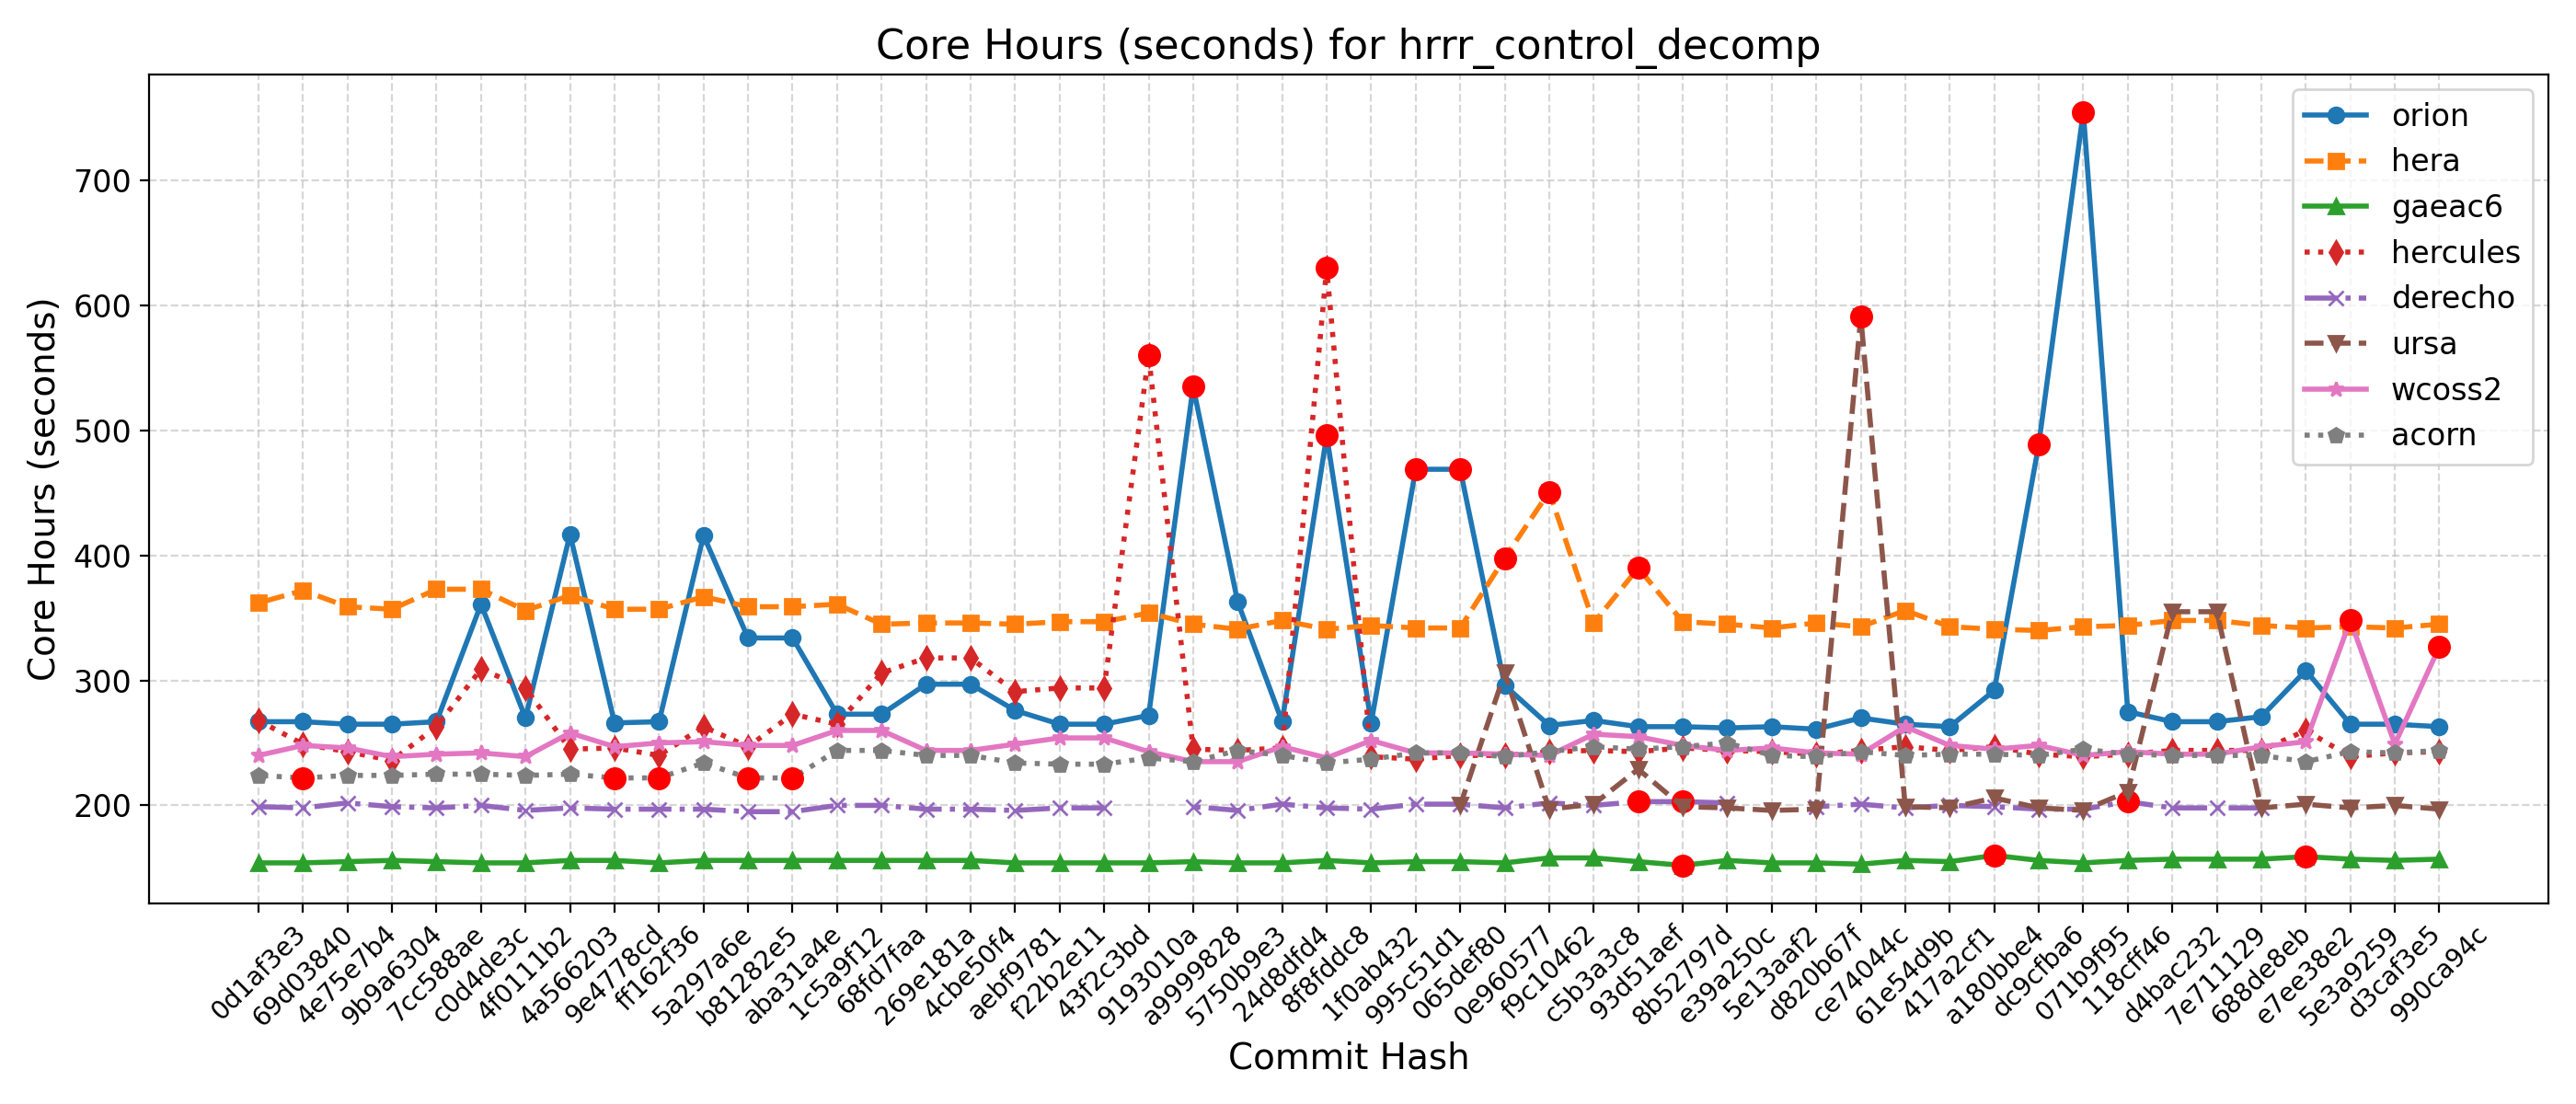 Core Hours (seconds) for hrrr_control_decomp
Core Hours (seconds)
700
600
500
400
300
200
orion
hera
gaeac6
hercules
derecho
ursa
wcoss2
acorn
0d1af3e3
69d03840
4e75e7b4
9b9a6304
7cc588ae
c0d4de3c
4f0111b2
4a566203
9e4778cd
ff162f36
5a297a6e
b81282e5
aba31a4e
1c5a9f12
68fd7faa
269e181a
4cbe50f4
aebf9781
f22b2e11
43f2c3bd
9193010a
a9999828
5750b9e3
24d8dfd4
8f8fddc8
1f0ab432
995c51d1
065def80
0e960577
f9c10462
c5b3a3c8
93d51aef
8b52797d
e39a250c
5e13aaf2
d820b67f
ce74044c
61e54d9b
417a2cf1
a180bbe4
dc9cfba6
071b9f95
118cff46
d4bac232
7e711129
688de8eb
e7ee38e2
5e3a9259
d3caf3e5
990ca94c
Commit Hash